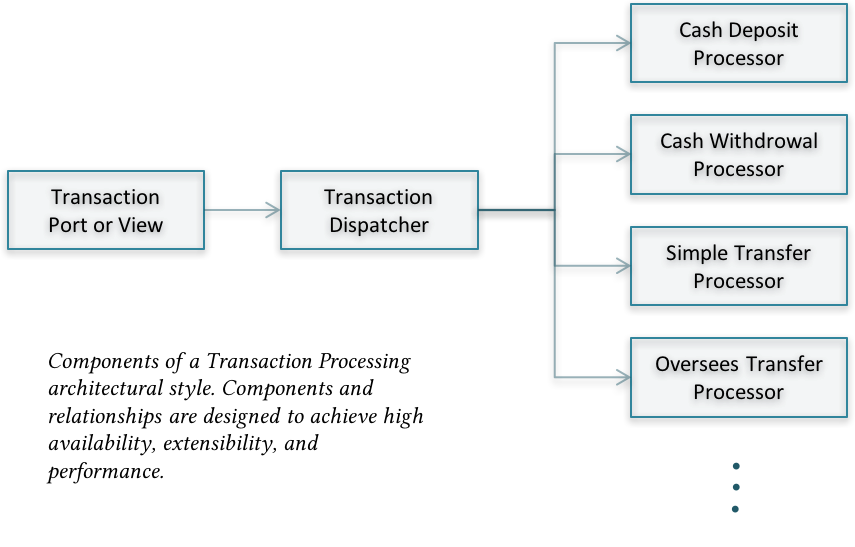 Cash Deposit
Processor
Cash Withdrowal
Processor
Transaction
Port or View
Transaction
Dispatcher
Simple Transfer
Processor
Oversees Transfer
Processor
Components of a Transaction Processing
architectural style. Components and
relationships are designed to achieve high
availability, extensibility, and
performance.